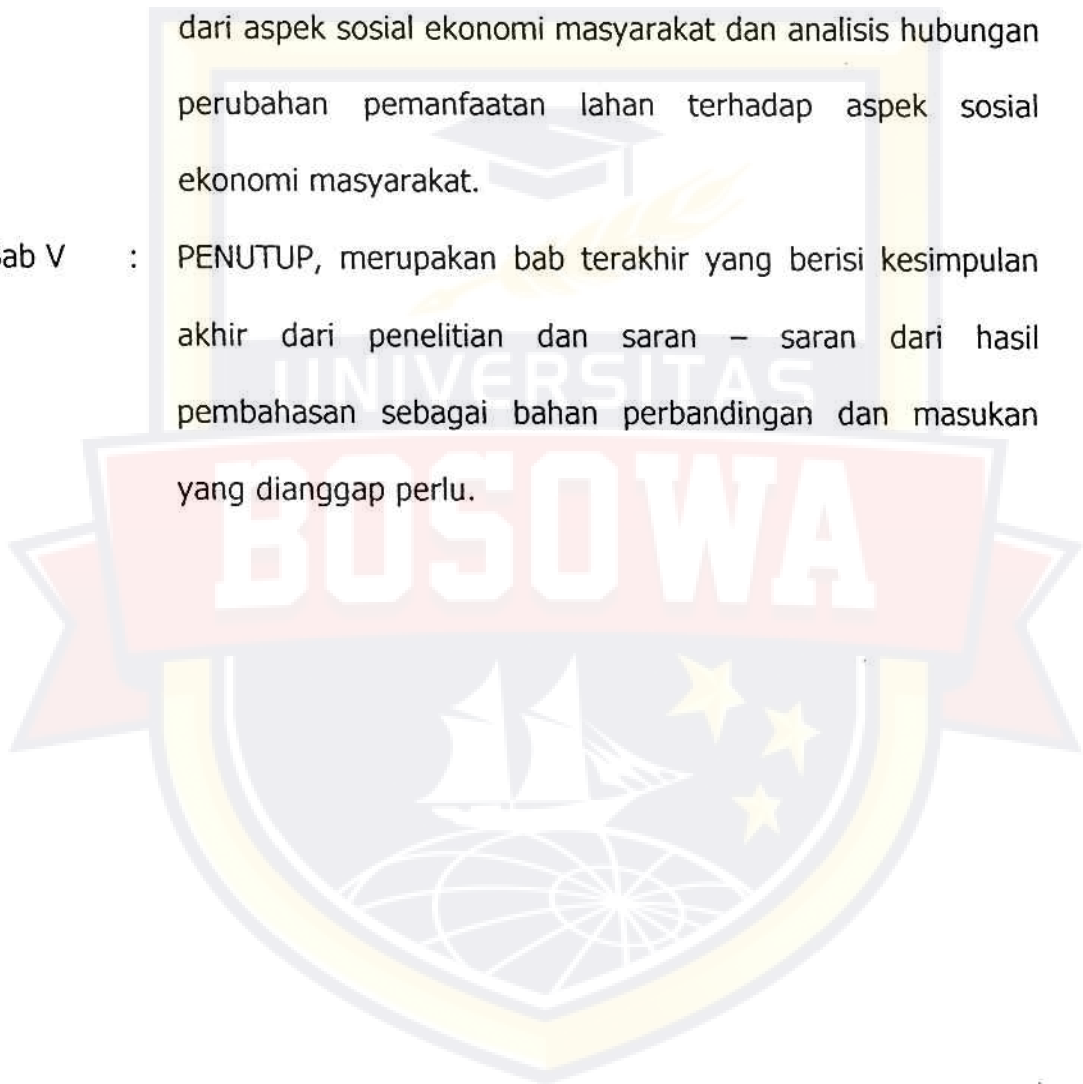 dari aspek sosial ekonomi masyarakat dan analisis hubungan
perubahan pemanfaatan lahan terhadap aspek sosial
ekonomi masyarakat.
ab V : PENUTUP, merupakan bab terakhir yang berisi kesimpulan
akhir dari penelitian dan saran – saran dari hasil
pembahasan sebagai bahan perbandingan dan masukan
yang dianggap perlu.
UNIVERSITAS
BOSOWA